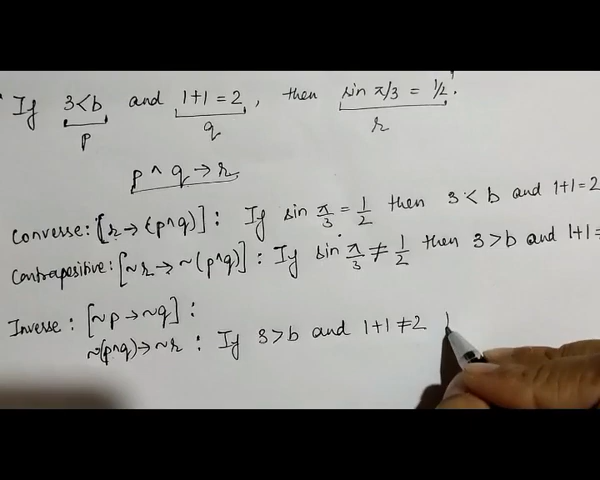 If 3<b and 1+1=2, then sin π/3 = 1/2.
p q r
p ^ q → r
Converse: [r → (p^q)] : If sin π/3 = 1/2 then 3 < b and 1+1=2
Contrapositive: [~r → ~(p^q)] : If sin π/3 ≠ 1/2 then 3 > b and 1+1=
Inverse : [~p → ~q] :
~(p^q) → ~r : If 3>b and 1+1 ≠ 2